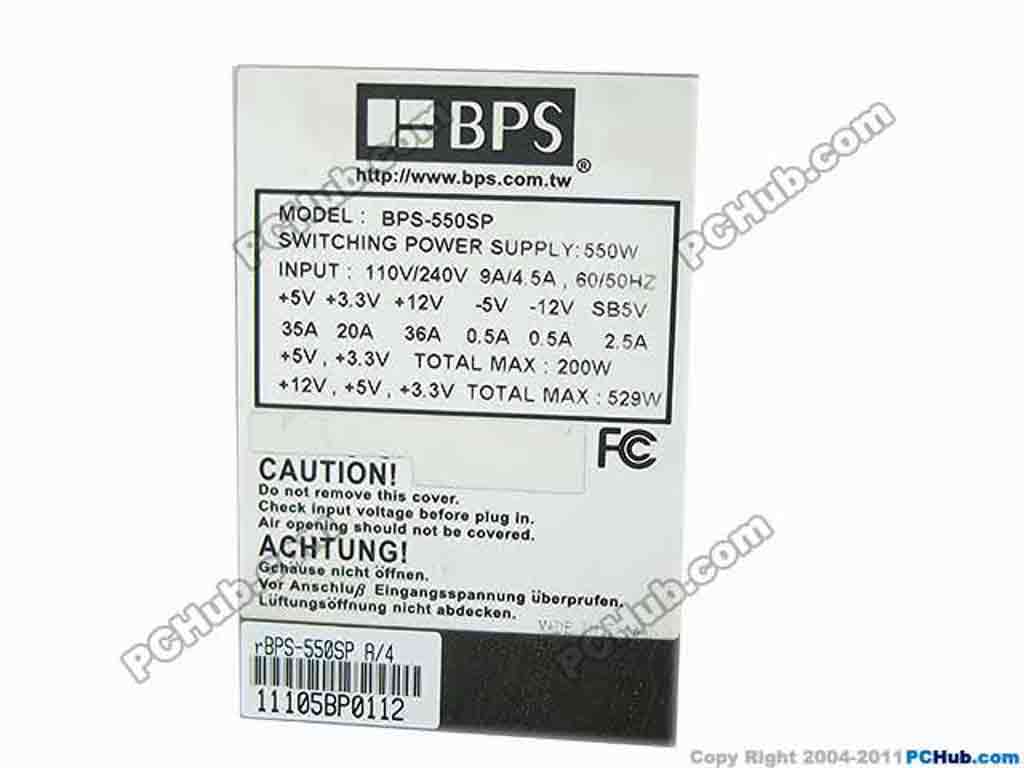 BPS®
http://www.bps.com.tw
MODEL : BPS-550SP
SWITCHING POWER SUPPLY: 550W
INPUT : 110V/240V 9A/4.5A , 60/50HZ
+5V +3.3V +12V -5V -12V SB5V
35A 20A 36A 0.5A 0.5A 2.5A
+5V , +3.3V TOTAL MAX : 200W
+12V , +5V , +3.3V TOTAL MAX : 529W
FC
CAUTION!
Do not remove this cover.
Check input voltage before plug in.
Air opening should not be covered.
ACHTUNG!
Gehäuse nicht öffnen.
Vor Anschluß Eingangsspannung überprufen.
Lüftungsöffnung nicht abdecken.
MADE
rBPS-550SP A/4
11105BP0112
PCHub.com
PCHub.com
PCHub.com
PCHub.com
Copy Right 2004-2011 PCHub.com